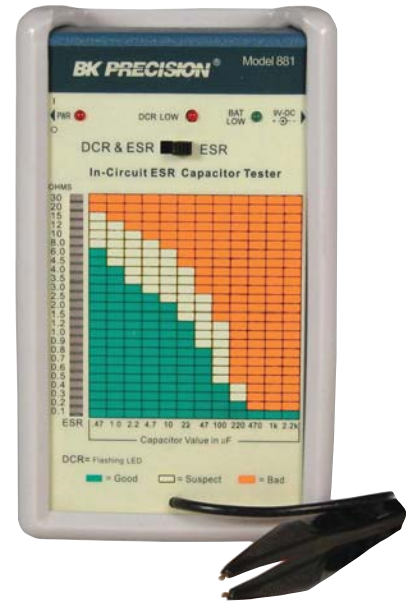 BK PRECISION® Model 881
I
PWR DCR LOW BAT LOW 9V-DC
O
DCR & ESR ESR
In-Circuit ESR Capacitor Tester
OHMS
30
20
15
12
10
8.0
6.0
4.5
4.0
3.5
3.0
2.5
2.0
1.5
1.2
1.0
0.9
0.8
0.7
0.6
0.5
0.4
0.3
0.2
0.1
ESR .47 1.0 2.2 4.7 10 22 47 100 220 470 1k 2.2k
Capacitor Value in uF
DCR= Flashing LED
= Good = Suspect = Bad